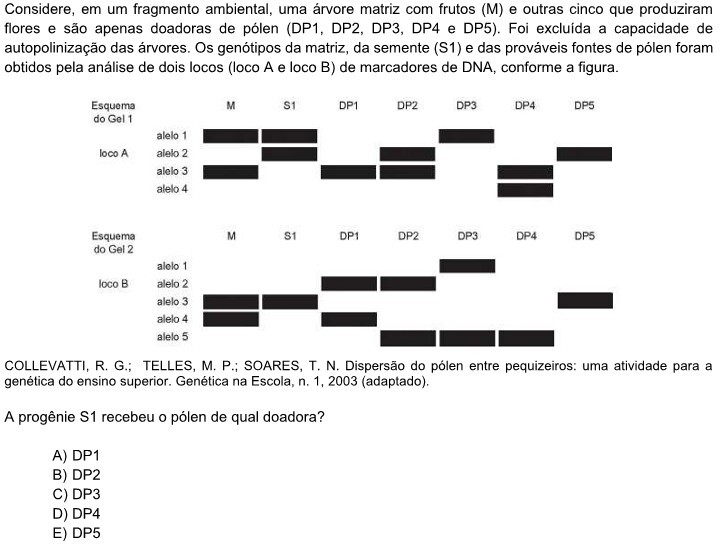 Considere, em um fragmento ambiental, uma árvore matriz com frutos (M) e outras cinco que produziram
flores e são apenas doadoras de pólen (DP1, DP2, DP3, DP4 e DP5). Foi excluída a capacidade de
autopolinização das árvores. Os genótipos da matriz, da semente (S1) e das prováveis fontes de pólen foram
obtidos pela análise de dois locos (loco A e loco B) de marcadores de DNA, conforme a figura.
Esquema do Gel 1
M S1 DP1 DP2 DP3 DP4 DP5
alelo 1
loco A alelo 2
alelo 3
alelo 4
Esquema do Gel 2
M S1 DP1 DP2 DP3 DP4 DP5
alelo 1
loco B alelo 2
alelo 3
alelo 4
alelo 5
COLLEVATTI, R. G.; TELLES, M. P.; SOARES, T. N. Dispersão do pólen entre pequizeiros: uma atividade para a
genética do ensino superior. Genética na Escola, n. 1, 2003 (adaptado).
A progênie S1 recebeu o pólen de qual doadora?
A) DP1
B) DP2
C) DP3
D) DP4
E) DP5